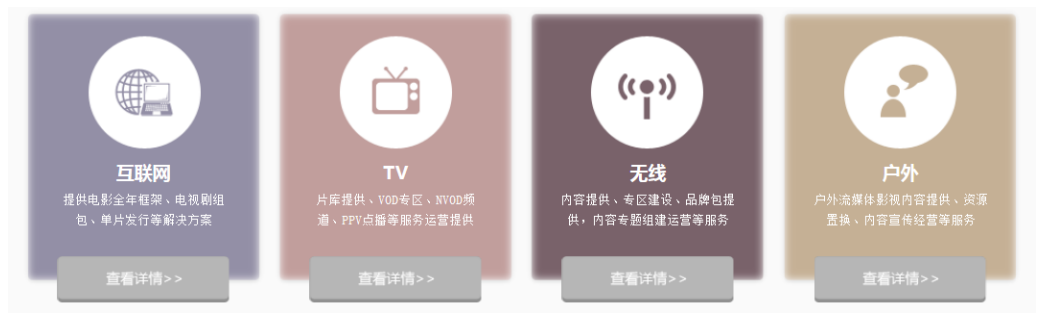 互联网
提供电影全年框架、电视剧组
包、单片发行等解决方案
查看详情>>
TV
片库提供、VOD专区、NVOD频
道、PPV点播等服务运营提供
查看详情>>
无线
内容提供、专区建设、品牌包提
供，内容专题组建运营等服务
查看详情>>
户外
户外流媒体影视内容提供、资源
置换、内容宣传经营等服务
查看详情>>